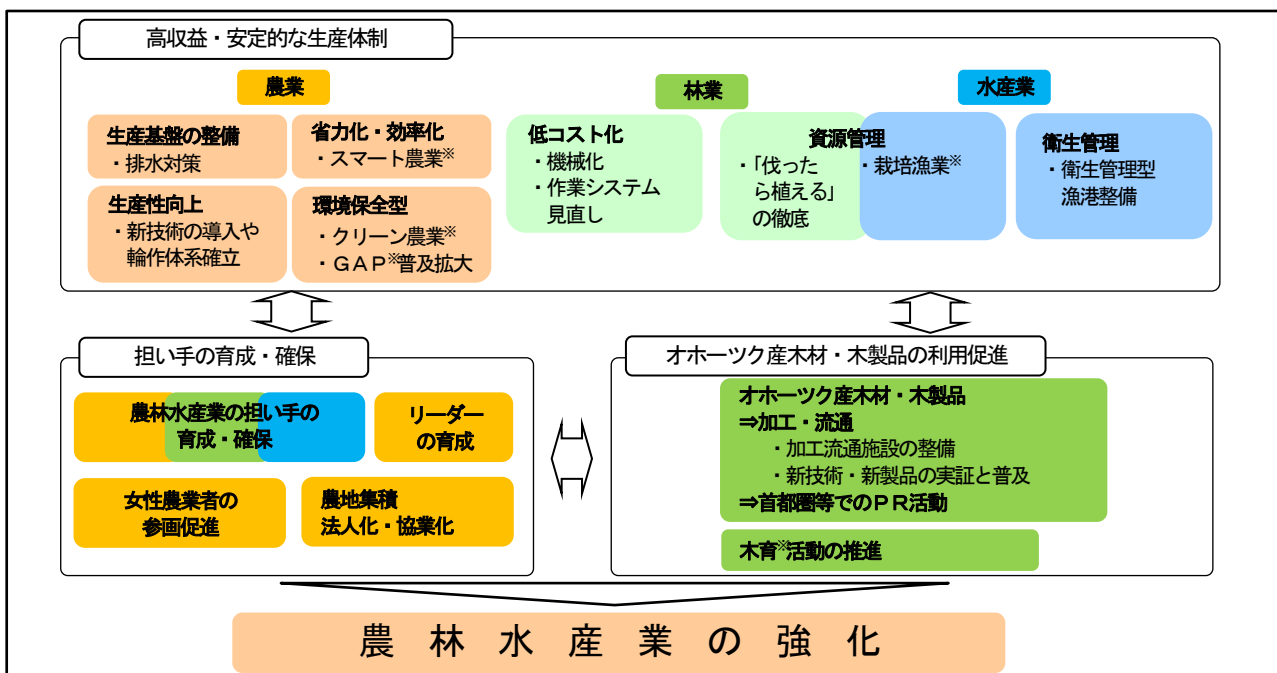 高収益・安定的な生産体制
農業
生産基盤の整備
・排水対策
省力化・効率化
・スマート農業※
生産性向上
・新技術の導入や
輪作体系確立
環境保全型
・クリーン農業※
・ＧＡＰ※普及拡大
林業
水産業
低コスト化
・機械化
・作業システム
見直し
資源管理
・「伐った
ら植える」
の徹底
・栽培漁業※
衛生管理
・衛生管理型
漁港整備
担い手の育成・確保
農林水産業の担い手の
育成・確保
リーダー
の育成
女性農業者の
参画促進
農地集積
法人化・協業化
オホーツク産木材・木製品の利用促進
オホーツク産木材・木製品
⇒加工・流通
・加工流通施設の整備
・新技術・新製品の実証と普及
⇒首都圏等でのＰＲ活動
木育※活動の推進
農林水産業の強化